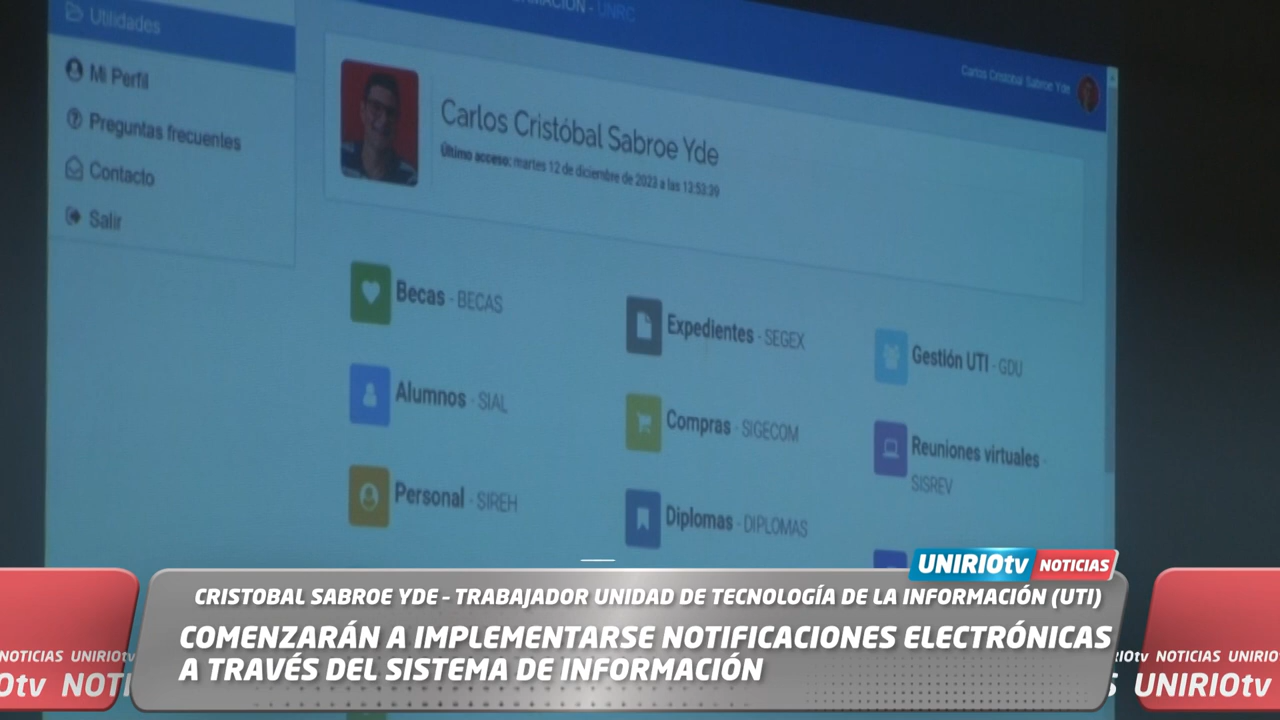 Utilidades
Mi Perfil
Preguntas frecuentes
Contacto
Salir
- UNRC
Carlos Cristóbal Sabroe Yde
Carlos Cristóbal Sabroe Yde
Último acceso: martes 12 de diciembre de 2023 a las 13:53:39
Becas - BECAS
Expedientes - SEGEX
Gestión UTI - GDU
Alumnos - SIAL
Compras - SIGECOM
Reuniones virtuales -
SISREV
Personal - SIREH
Diplomas - DIPLOMAS
UNIRIOtv NOTICIAS
CRISTOBAL SABROE YDE - TRABAJADOR UNIDAD DE TECNOLOGÍA DE LA INFORMACIÓN (UTI)
COMENZARÁN A IMPLEMENTARSE NOTIFICACIONES ELECTRÓNICAS
A TRAVÉS DEL SISTEMA DE INFORMACIÓN
NOTICIAS UNIRIOtv
NOTICIAS UNIRIO
UNIRIOtv